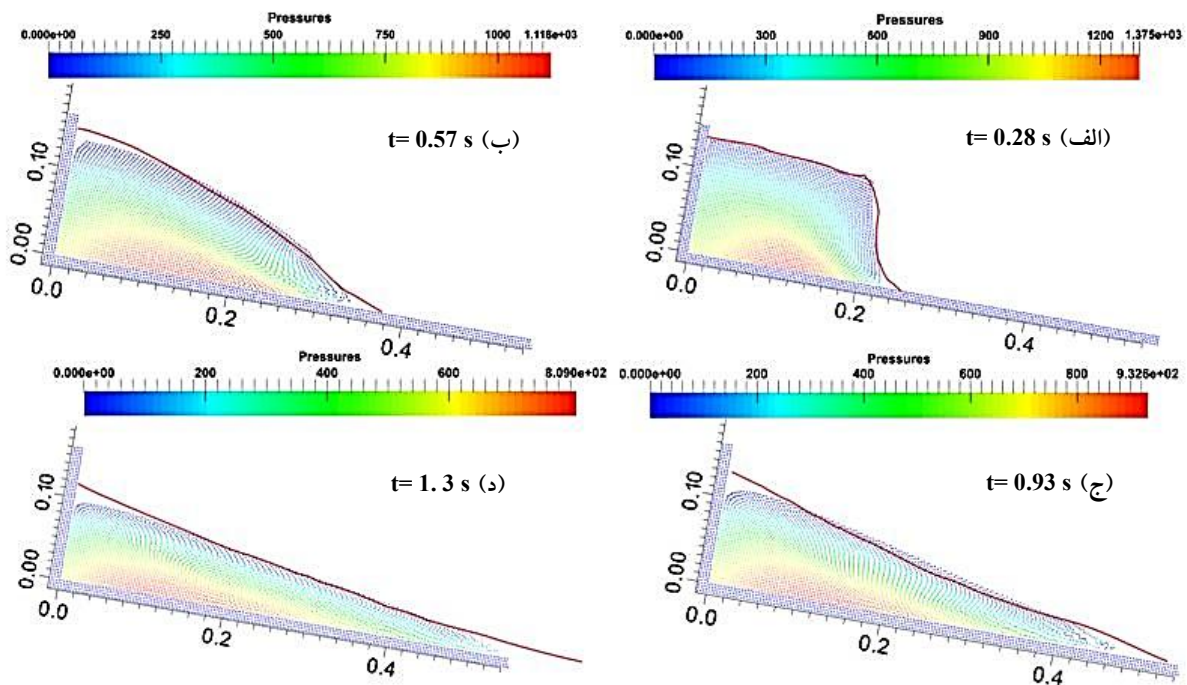 Pressures
0.000e+00 250 500 750 1000 1.116e+03
t= 0.57 s (ب)
0.10
0.00
0.0
0.2
0.4
Pressures
0.000e+00 300 600 900 1200 1.375e+03
t= 0.28 s (الف)
0.10
0.00
0.0
0.2
0.4
Pressures
0.000e+00 200 400 600 8.090e+02
t= 1. 3 s (د)
0.10
0.00
0.0
0.2
0.4
Pressures
0.000e+00 200 400 600 800 9.326e+02
t= 0.93 s (ج)
0.10
0.00
0.0
0.2
0.4